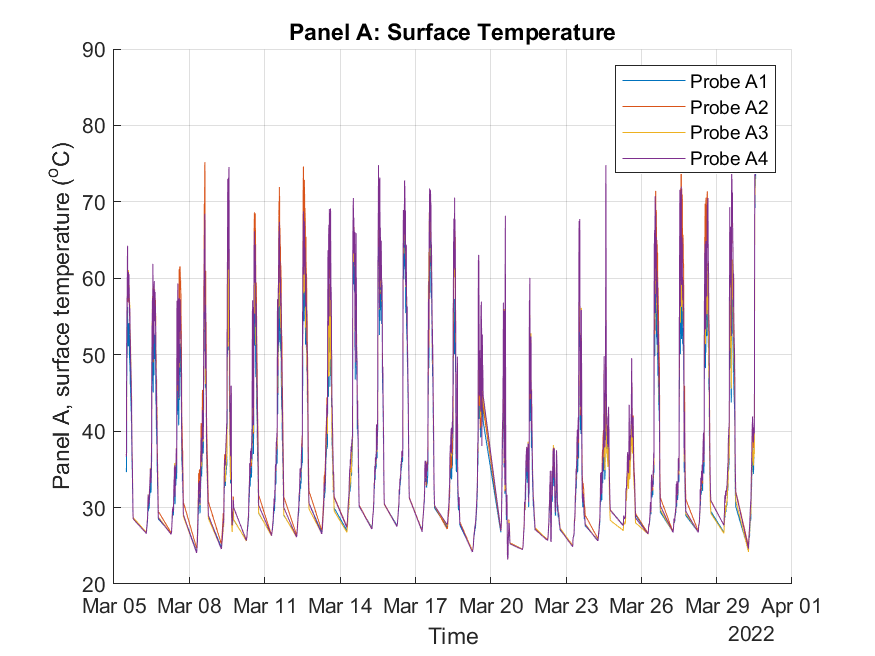 Panel A: Surface Temperature
Panel A, surface temperature (°C)
90
80
70
60
50
40
30
20
Probe A1
Probe A2
Probe A3
Probe A4
Mar 05 Mar 08 Mar 11 Mar 14 Mar 17 Mar 20 Mar 23 Mar 26 Mar 29 Apr 01
Time
2022